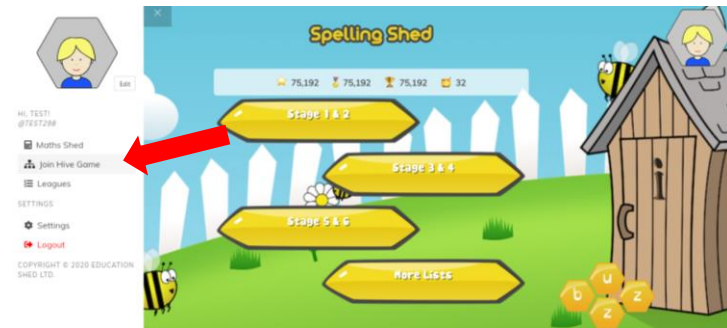 Edit
HI, TEST!
@TEST298
Maths Shed
Join Hive Game
Leagues
SETTINGS
Settings
Logout
COPYRIGHT © 2020 EDUCATION
SHED LTD.
Spelling Shed
75,192 75,192 75,192 32
Stage 1 & 2
Stage 3 & 4
Stage 5 & 6
More Lists
b u z z